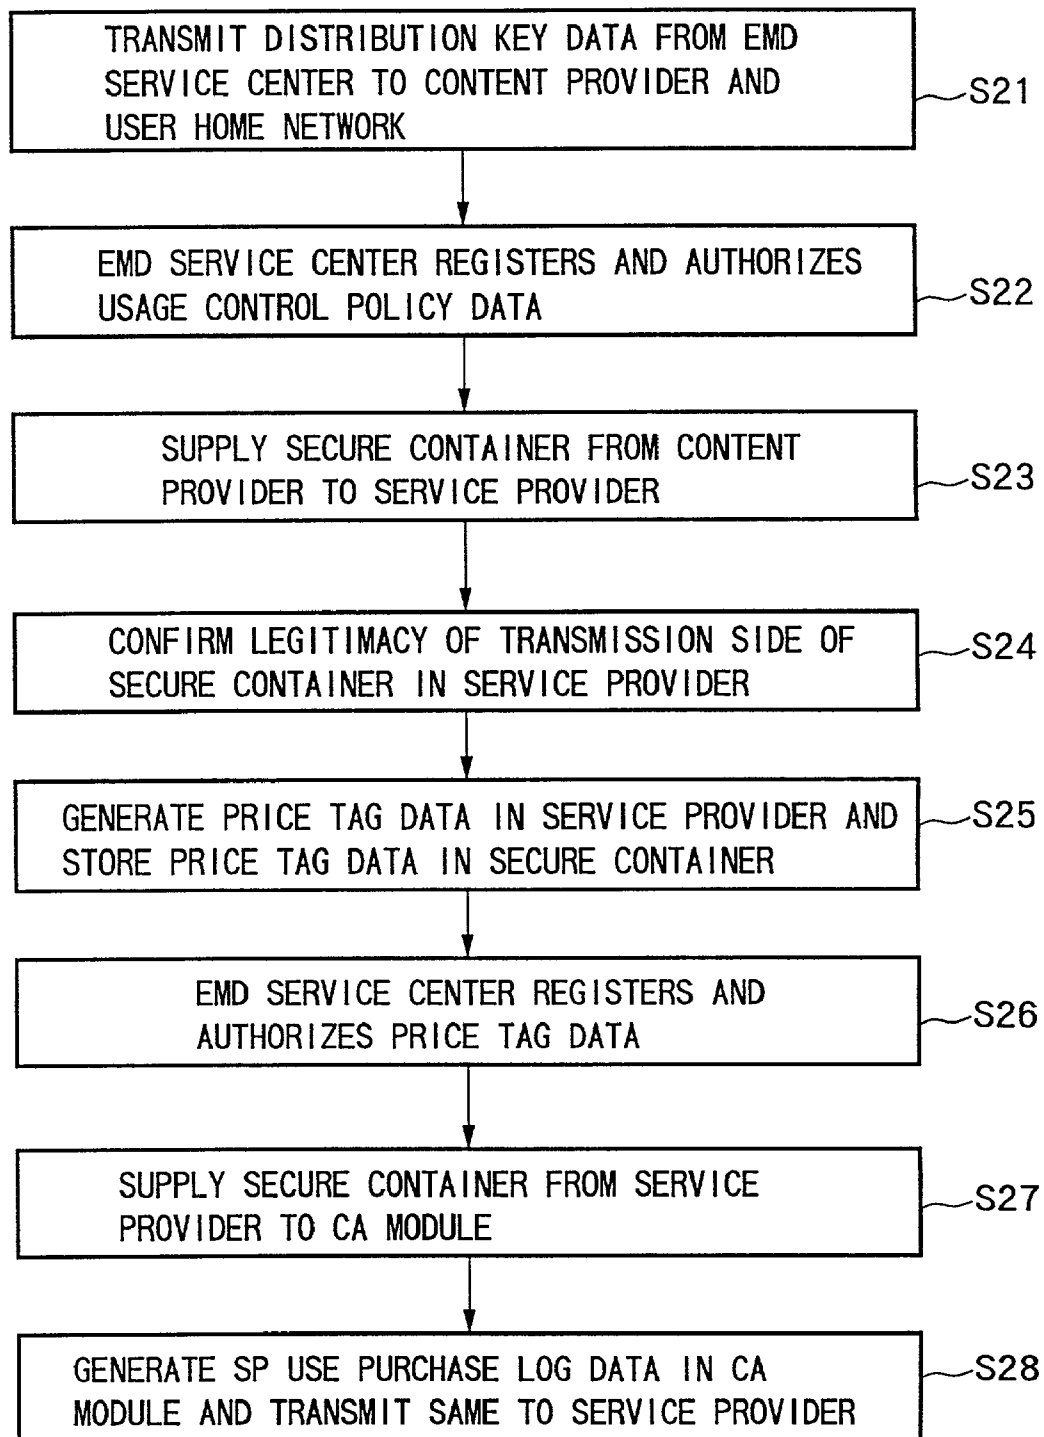 TRANSMIT DISTRIBUTION KEY DATA FROM EMD
SERVICE CENTER TO CONTENT PROVIDER AND
USER HOME NETWORK
S21
EMD SERVICE CENTER REGISTERS AND AUTHORIZES
USAGE CONTROL POLICY DATA
S22
SUPPLY SECURE CONTAINER FROM CONTENT
PROVIDER TO SERVICE PROVIDER
S23
CONFIRM LEGITIMACY OF TRANSMISSION SIDE OF
SECURE CONTAINER IN SERVICE PROVIDER
S24
GENERATE PRICE TAG DATA IN SERVICE PROVIDER AND
STORE PRICE TAG DATA IN SECURE CONTAINER
S25
EMD SERVICE CENTER REGISTERS AND
AUTHORIZES PRICE TAG DATA
S26
SUPPLY SECURE CONTAINER FROM SERVICE
PROVIDER TO CA MODULE
S27
GENERATE SP USE PURCHASE LOG DATA IN CA
MODULE AND TRANSMIT SAME TO SERVICE PROVIDER
S28